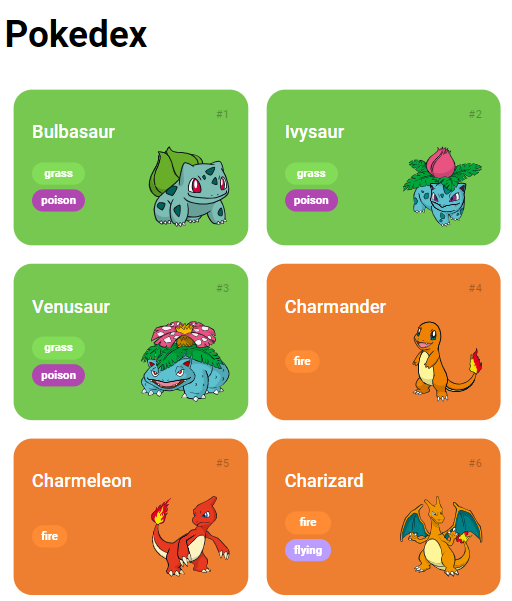 Pokedex
#1
Bulbasaur
grass
poison
#2
Ivysaur
grass
poison
#3
Venusaur
grass
poison
#4
Charmander
fire
#5
Charmeleon
fire
#6
Charizard
fire
flying